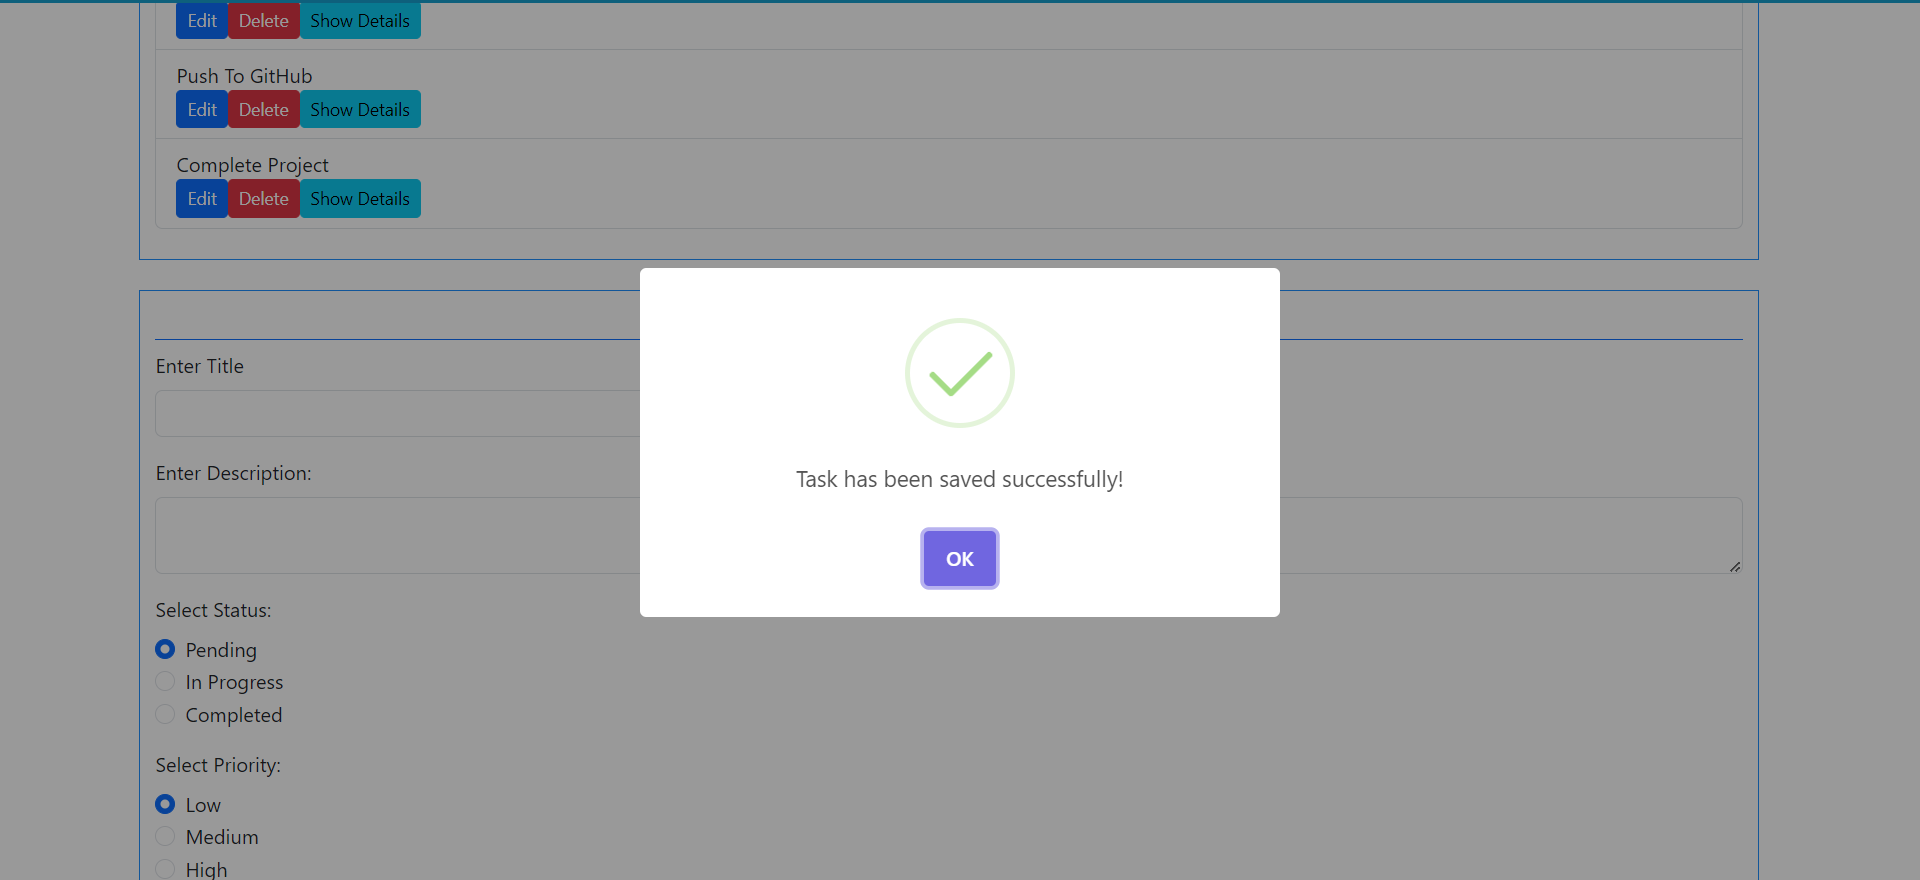 Edit Delete Show Details
Push To GitHub
Edit Delete Show Details
Complete Project
Edit Delete Show Details
Enter Title
Enter Description:
Task has been saved successfully!
OK
Select Status:
Pending
In Progress
Completed
Select Priority:
Low
Medium
High